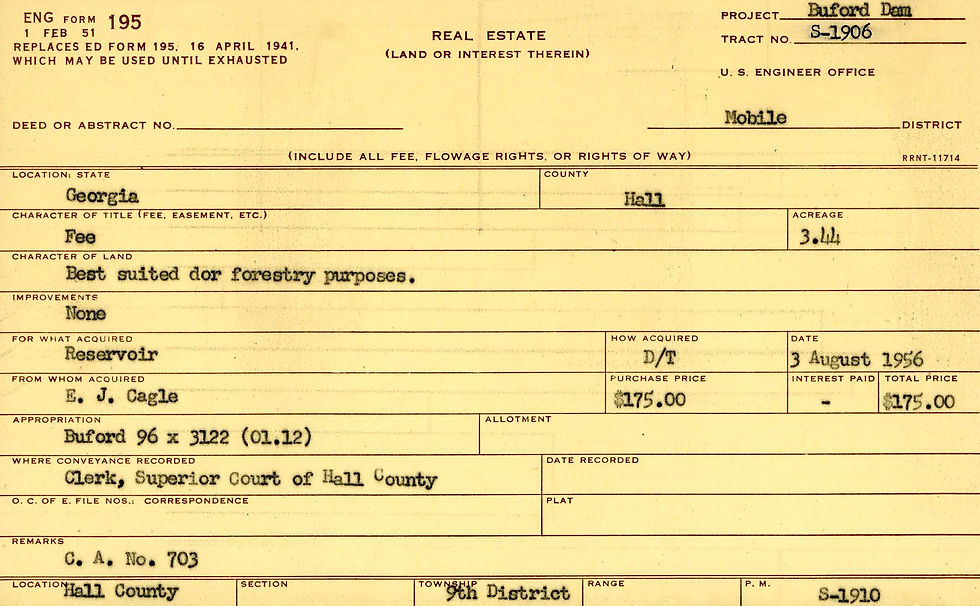 ENG FORM 195
1 FEB 51
REPLACES ED FORM 195, 16 APRIL 1941,
WHICH MAY BE USED UNTIL EXHAUSTED
REAL ESTATE
(LAND OR INTEREST THEREIN)
PROJECT Buford Dam
TRACT NO. S-1906
U. S. ENGINEER OFFICE
DEED OR ABSTRACT NO.
Mobile DISTRICT
(INCLUDE ALL FEE, FLOWAGE RIGHTS, OR RIGHTS OF WAY)
RRNT-11714
LOCATION: STATE COUNTY
Georgia Hall
CHARACTER OF TITLE (FEE, EASEMENT, ETC.) ACREAGE
Fee 3.44
CHARACTER OF LAND
Best suited dor forestry purposes.
IMPROVEMENTS
None
FOR WHAT ACQUIRED HOW ACQUIRED DATE
Reservoir D/T 3 August 1956
FROM WHOM ACQUIRED PURCHASE PRICE INTEREST PAID TOTAL PRICE
E. J. Cagle $175.00 - $175.00
APPROPRIATION ALLOTMENT
Buford 96 x 3122 (01.12)
WHERE CONVEYANCE RECORDED DATE RECORDED
Clerk, Superior Court of Hall County
O. C. OF E. FILE NOS.: CORRESPONDENCE PLAT
REMARKS
C. A. No. 703
LOCATION SECTION TOWNSHIP RANGE P. M.
Hall County 9th District S-1910